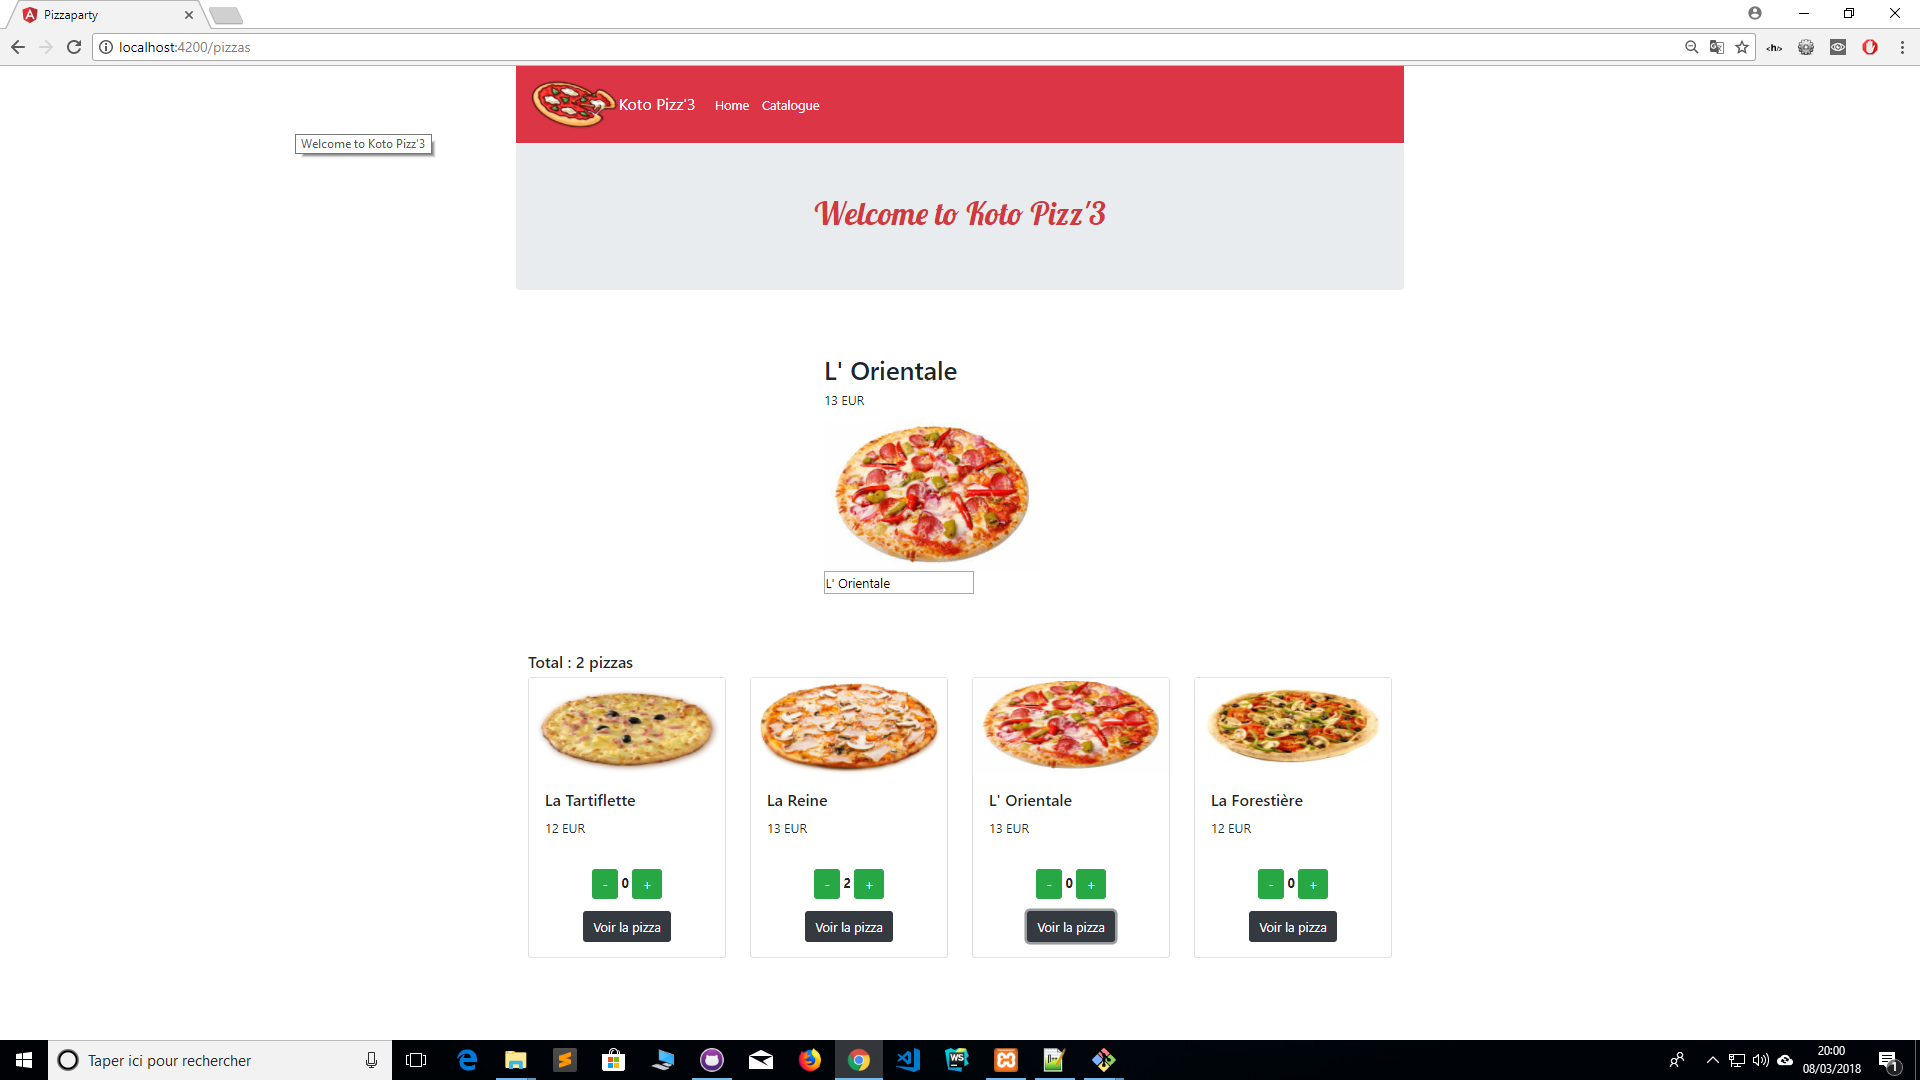 Pizzaparty
localhost:4200/pizzas
Koto Pizz'3
Home
Catalogue
Welcome to Koto Pizz'3
Welcome to Koto Pizz'3
L' Orientale
13 EUR
L' Orientale
Total : 2 pizzas
La Tartiflette
12 EUR
- 0 +
Voir la pizza
La Reine
13 EUR
- 2 +
Voir la pizza
L' Orientale
13 EUR
- 0 +
Voir la pizza
La Forestière
12 EUR
- 0 +
Voir la pizza
Taper ici pour rechercher
WS
20:00
08/03/2018
1